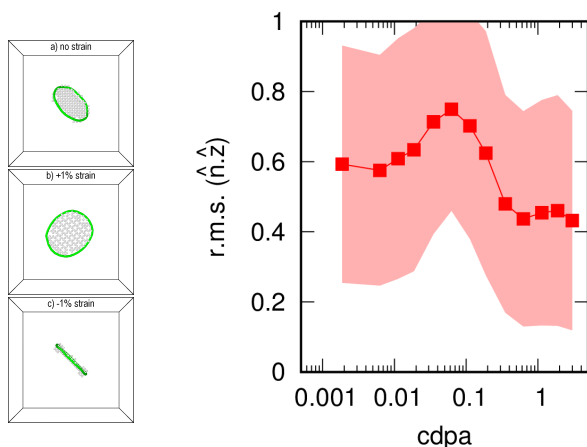 a) no strain
b) +1% strain
c) -1% strain
r.m.s. (n̂.ẑ)
1
0.8
0.6
0.4
0.2
0
0.001 0.01 0.1 1
cdpa